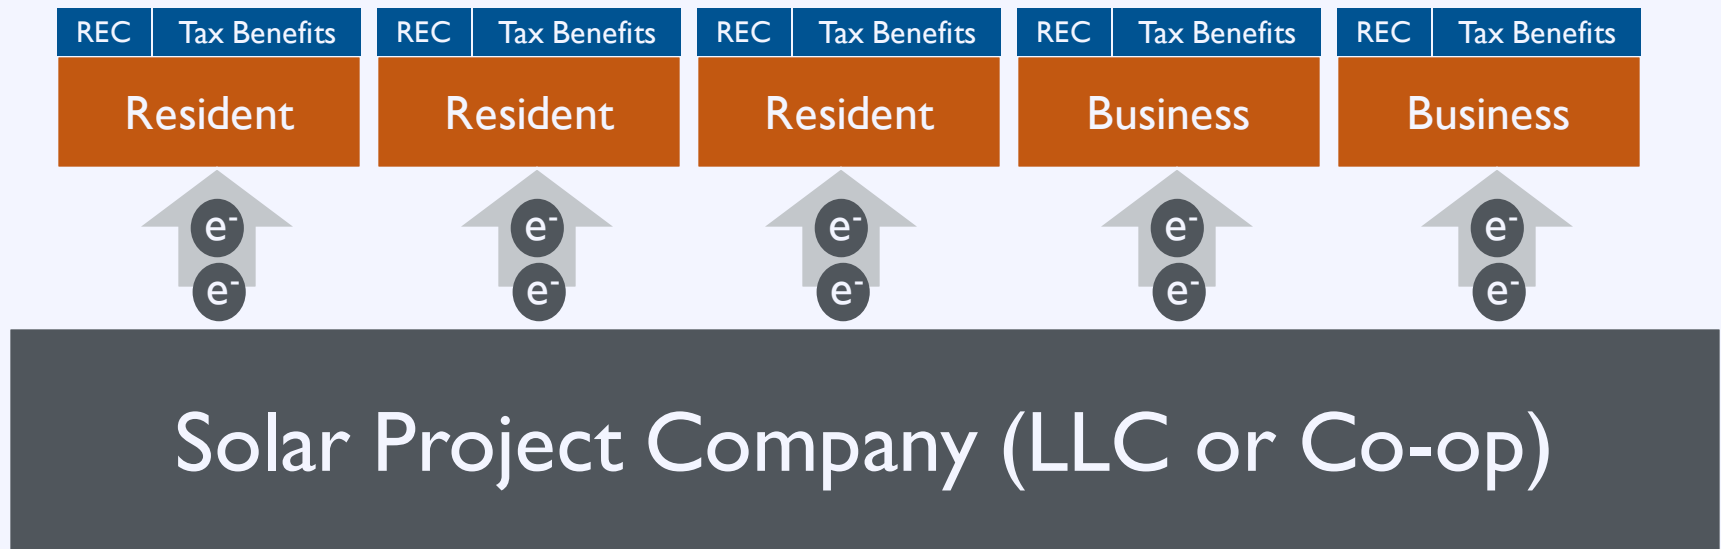 REC Tax Benefits REC Tax Benefits REC Tax Benefits REC Tax Benefits REC Tax Benefits
Resident Resident Resident Business Business
e- e- e- e- e-
e- e- e- e- e-
Solar Project Company (LLC or Co-op)